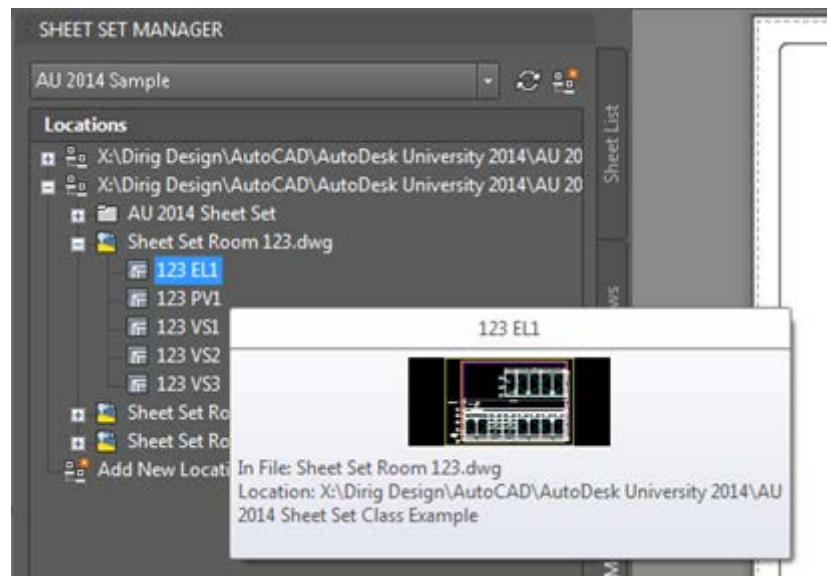 SHEET SET MANAGER
AU 2014 Sample
Locations
X:\Dirig Design\AutoCAD\AutoDesk University 2014\AU 20
X:\Dirig Design\AutoCAD\AutoDesk University 2014\AU 20
AU 2014 Sheet Set
Sheet Set Room 123.dwg
123 EL1
123 PV1
123 VS1
123 VS2
123 VS3
Sheet Set Ro
Sheet Set Ro
Add New Locati
123 EL1
In File: Sheet Set Room 123.dwg
Location: X:\Dirig Design\AutoCAD\AutoDesk University 2014\AU
2014 Sheet Set Class Example
Sheet List
ws
M